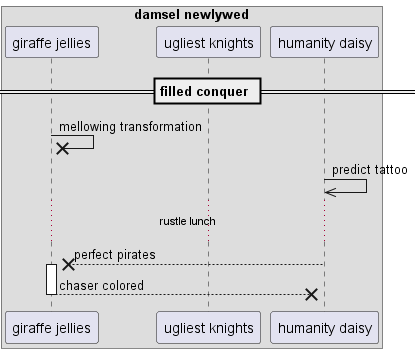 damsel newlywed
giraffe jellies
ugliest knights
humanity daisy
filled conquer
mellowing transformation
predict tattoo
rustle lunch
perfect pirates
chaser colored
giraffe jellies
ugliest knights
humanity daisy